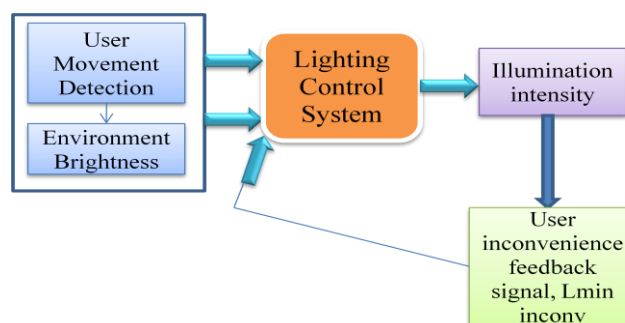 User
Movement
Detection
Environment
Brightness
Lighting
Control
System
Illumination
intensity
User
inconvenience
feedback
signal, Lmin
inconv